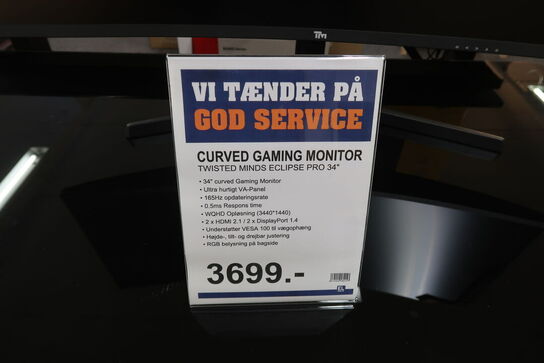 TM
VI TÆNDER PÅ
GOD SERVICE
CURVED GAMING MONITOR
TWISTED MINDS ECLIPSE PRO 34"
• 34" curved Gaming Monitor
• Ultra hurtigt VA-Panel
• 165Hz opdateringsrate
• 0.5ms Respons time
• WQHD Opløsning (3440*1440)
• 2 x HDMI 2.1 / 2 x DisplayPort 1.4
• Understøtter VESA 100 til vægophæng
• Højde-, tilt- og drejbar justering
• RGB belysning på bagside
3699.-